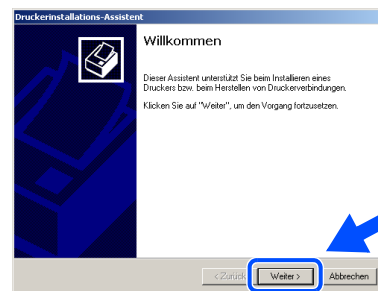 Druckerinstallations-Assistent
Willkommen
Dieser Assistent unterstützt Sie beim Installieren eines
Druckers bzw. beim Herstellen von Druckerverbindungen.
Klicken Sie auf "Weiter", um den Vorgang fortzusetzen.
< Zurück
Weiter >
Abbrechen